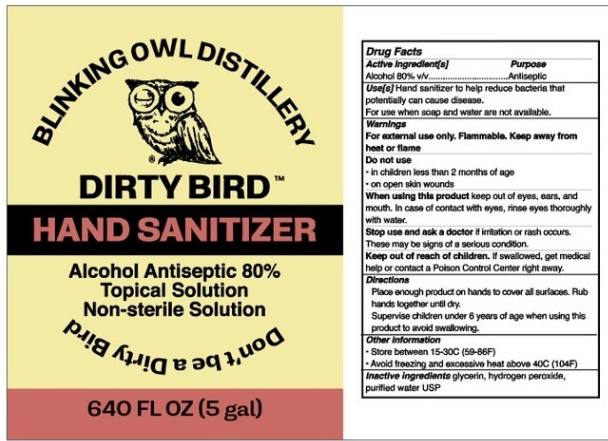 BLINKING OWL DISTILLERY
®
DIRTY BIRD™
HAND SANITIZER
Alcohol Antiseptic 80%
Topical Solution
Non-sterile Solution
Don't be a Dirty Bird
640 FL OZ (5 gal)
Drug Facts
Active ingredient[s] Purpose
Alcohol 80% v/v................................Antiseptic
Use[s] Hand sanitizer to help reduce bacteria that
potentially can cause disease.
For use when soap and water are not available.
Warnings
For external use only. Flammable. Keep away from
heat or flame
Do not use
· in children less than 2 months of age
· on open skin wounds
When using this product keep out of eyes, ears, and
mouth. In case of contact with eyes, rinse eyes thoroughly
with water.
Stop use and ask a doctor if irritation or rash occurs.
These may be signs of a serious condition.
Keep out of reach of children. If swallowed, get medical
help or contact a Poison Control Center right away.
Directions
Place enough product on hands to cover all surfaces. Rub
hands together until dry.
Supervise children under 6 years of age when using this
product to avoid swallowing.
Other information
· Store between 15-30C (59-86F)
· Avoid freezing and excessive heat above 40C (104F)
Inactive ingredients glycerin, hydrogen peroxide,
purified water USP